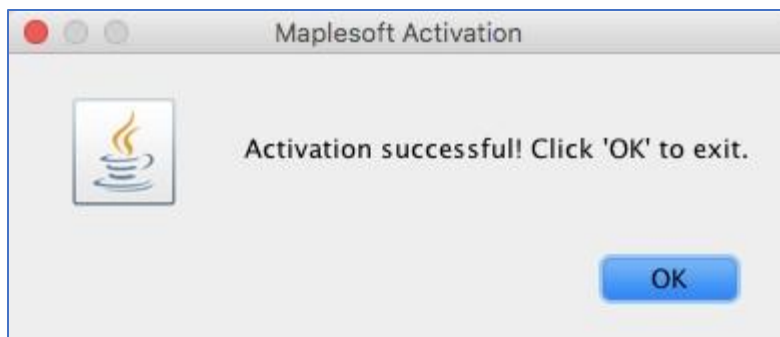 Maplesoft Activation
Activation successful! Click 'OK' to exit.
OK